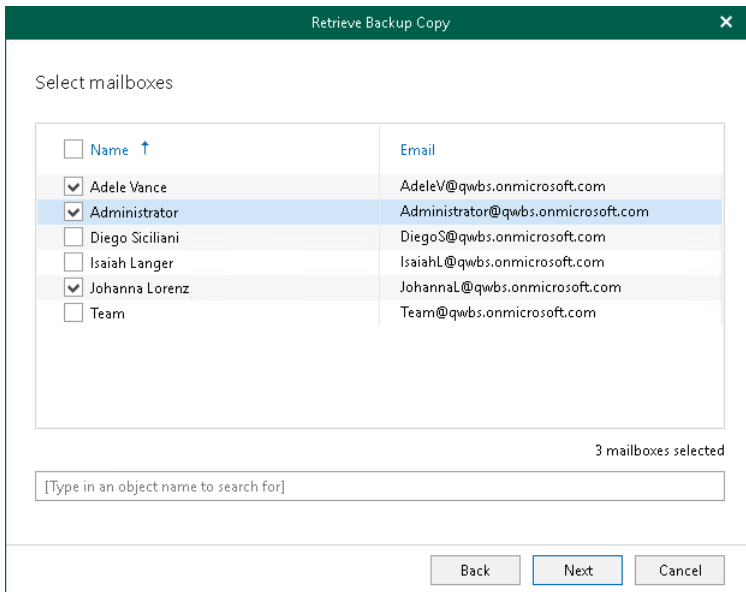 Retrieve Backup Copy
Select mailboxes
Name Email
Adele Vance AdeleV@qwbs.onmicrosoft.com
Administrator Administrator@qwbs.onmicrosoft.com
Diego Siciliani DiegoS@qwbs.onmicrosoft.com
Isaiah Langer IsaiahL@qwbs.onmicrosoft.com
Johanna Lorenz JohannaL@qwbs.onmicrosoft.com
Team Team@qwbs.onmicrosoft.com
3 mailboxes selected
[Type in an object name to search for]
Back Next Cancel